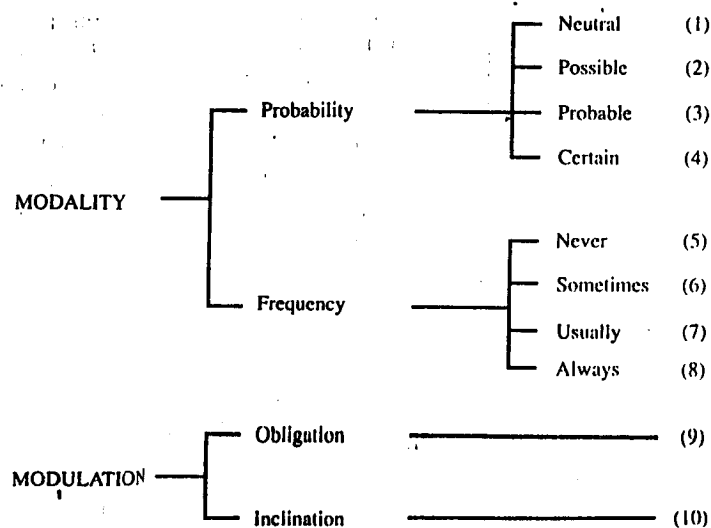 Neutral (1)
Possible (2)
Probability Probable (3)
Certain (4)
MODALITY
Never (5)
Sometimes (6)
Frequency Usually (7)
Always (8)
Obligation (9)
MODULATION
Inclination (10)